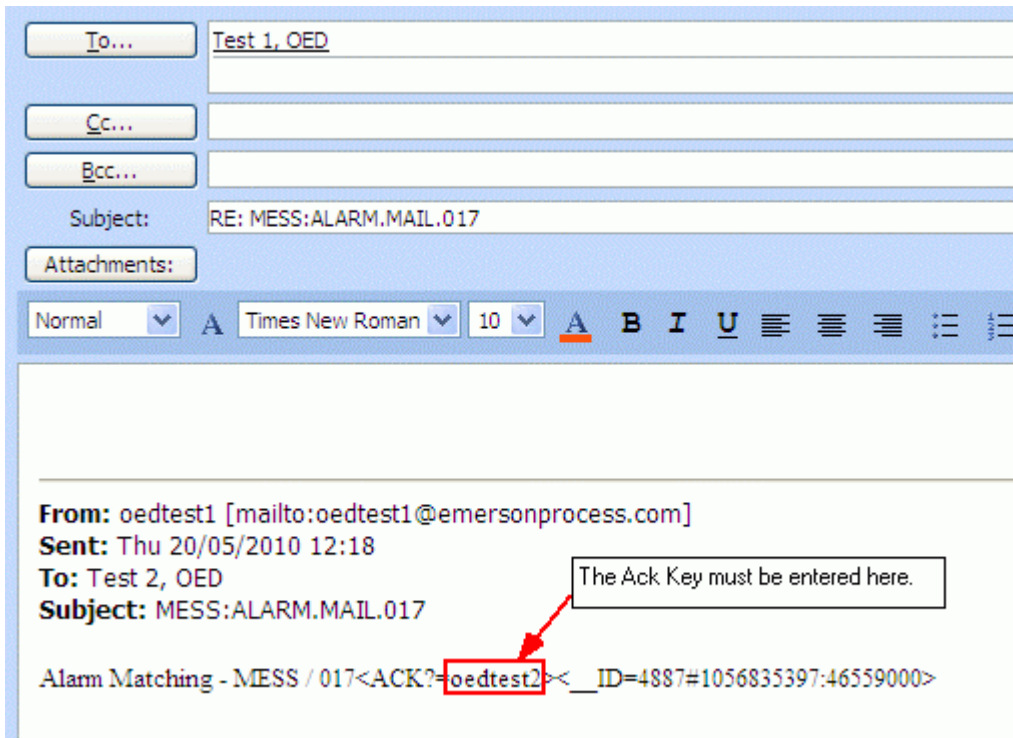 To... Test 1, OED
Cc...
Bcc...
Subject: RE: MESS:ALARM.MAIL.017
Attachments:
Normal A Times New Roman 10 A B I U
From: oedtest1 [mailto:oedtest1@emersonprocess.com]
Sent: Thu 20/05/2010 12:18
To: Test 2, OED
The Ack Key must be entered here.
Subject: MESS:ALARM.MAIL.017
Alarm Matching - MESS / 017<ACK?=oedtest2><__ID=4887#1056835397:46559000>